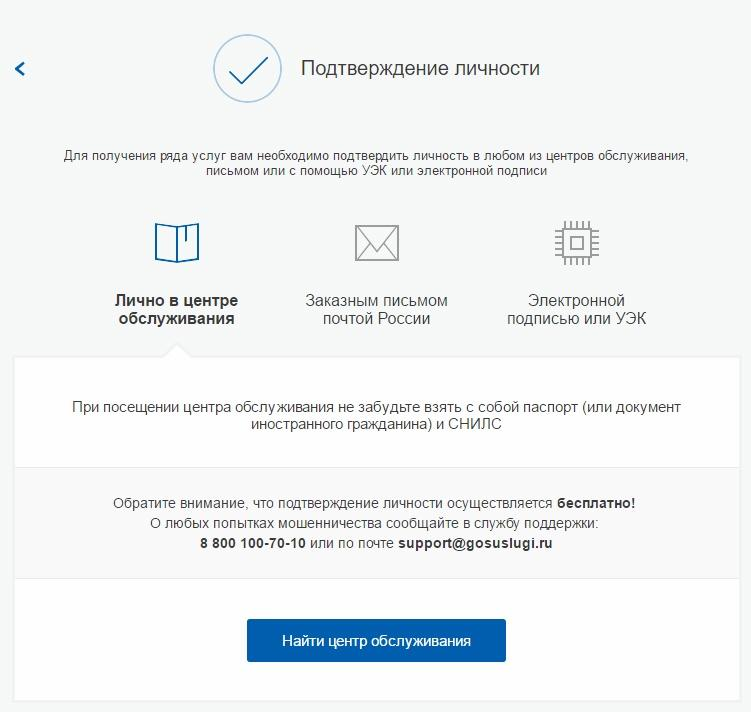 Подтверждение личности
Для получения ряда услуг вам необходимо подтвердить личность в любом из центров обслуживания,
письмом или с помощью УЭК или электронной подписи
Лично в центре
обслуживания
Заказным письмом
почтой России
Электронной
подписью или УЭК
При посещении центра обслуживания не забудьте взять с собой паспорт (или документ
иностранного гражданина) и СНИЛС
Обратите внимание, что подтверждение личности осуществляется бесплатно!
О любых попытках мошенничества сообщайте в службу поддержки:
8 800 100-70-10 или по почте support@gosuslugi.ru
Найти центр обслуживания